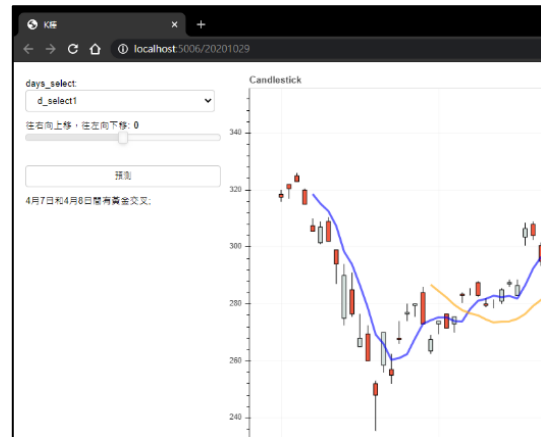 K棒
localhost:5006/20201029
days_select:
d_select1
往右向上移,往左向下移: 0
預測
4月7日和4月8日間有黃金交叉;
Candlestick
340
320
300
280
260
240